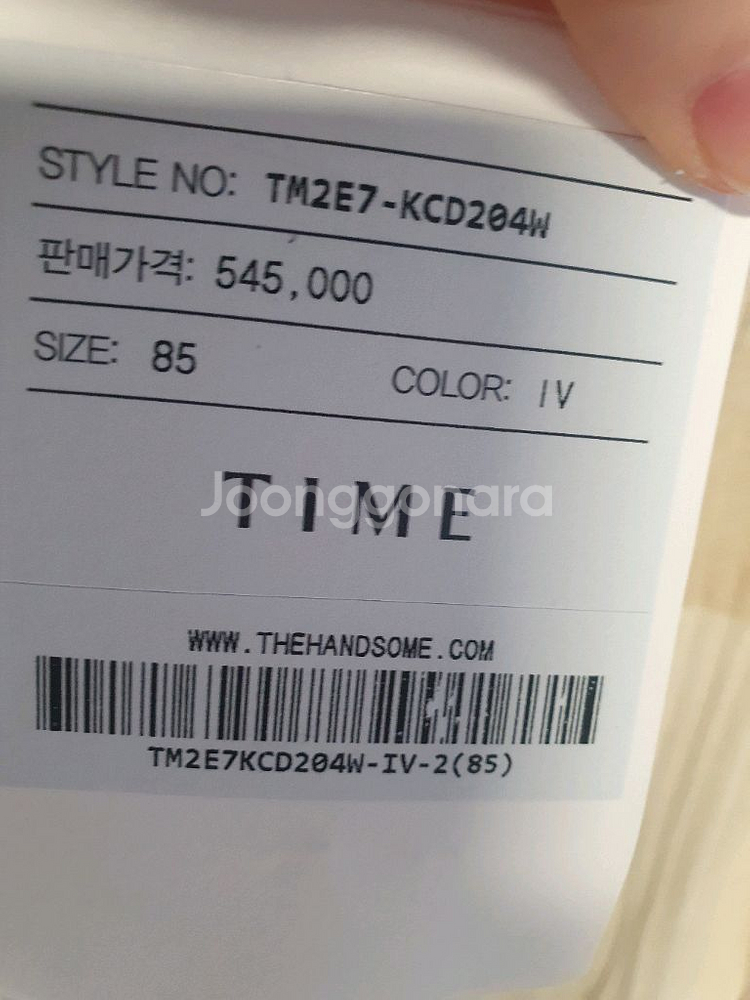 STYLE NO: TM2E7-KCD204W
판매가격: 545,000
SIZE: 85 COLOR: IV
TIME
Joonggonara
WWW.THEHANDSOME.COM
TM2E7KCD204W-IV-2(85)